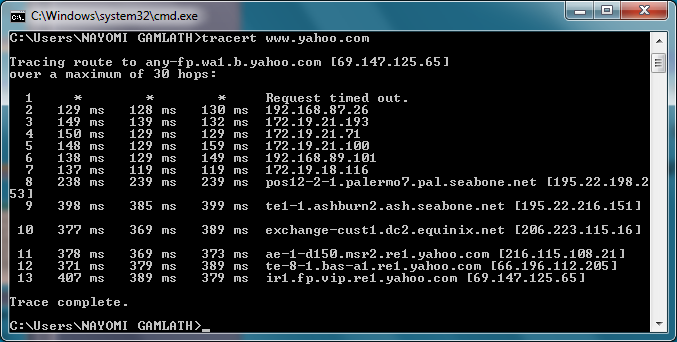 C:\Windows\system32\cmd.exe
C:\Users\NAYOMI GAMLATH>tracert www.yahoo.com
Tracing route to any-fp.wa1.b.yahoo.com [69.147.125.65]
over a maximum of 30 hops:
1 * * * Request timed out.
2 129 ms 128 ms 130 ms 192.168.87.26
3 149 ms 139 ms 132 ms 172.19.21.193
4 150 ms 129 ms 129 ms 172.19.21.71
5 148 ms 129 ms 159 ms 172.19.21.100
6 138 ms 129 ms 149 ms 192.168.89.101
7 137 ms 119 ms 119 ms 172.19.18.116
8 238 ms 239 ms 239 ms pos12-2-1.palermo7.pal.seabone.net [195.22.198.2
53]
9 398 ms 385 ms 399 ms te1-1.ashburn2.ash.seabone.net [195.22.216.151]
10 377 ms 369 ms 389 ms exchange-cust1.dc2.equinix.net [206.223.115.16]
11 378 ms 369 ms 373 ms ae-1-d150.msr2.re1.yahoo.com [216.115.108.21]
12 371 ms 379 ms 389 ms te-8-1.bas-a1.re1.yahoo.com [66.196.112.205]
13 407 ms 389 ms 379 ms ir1.fp.vip.re1.yahoo.com [69.147.125.65]
Trace complete.
C:\Users\NAYOMI GAMLATH>_